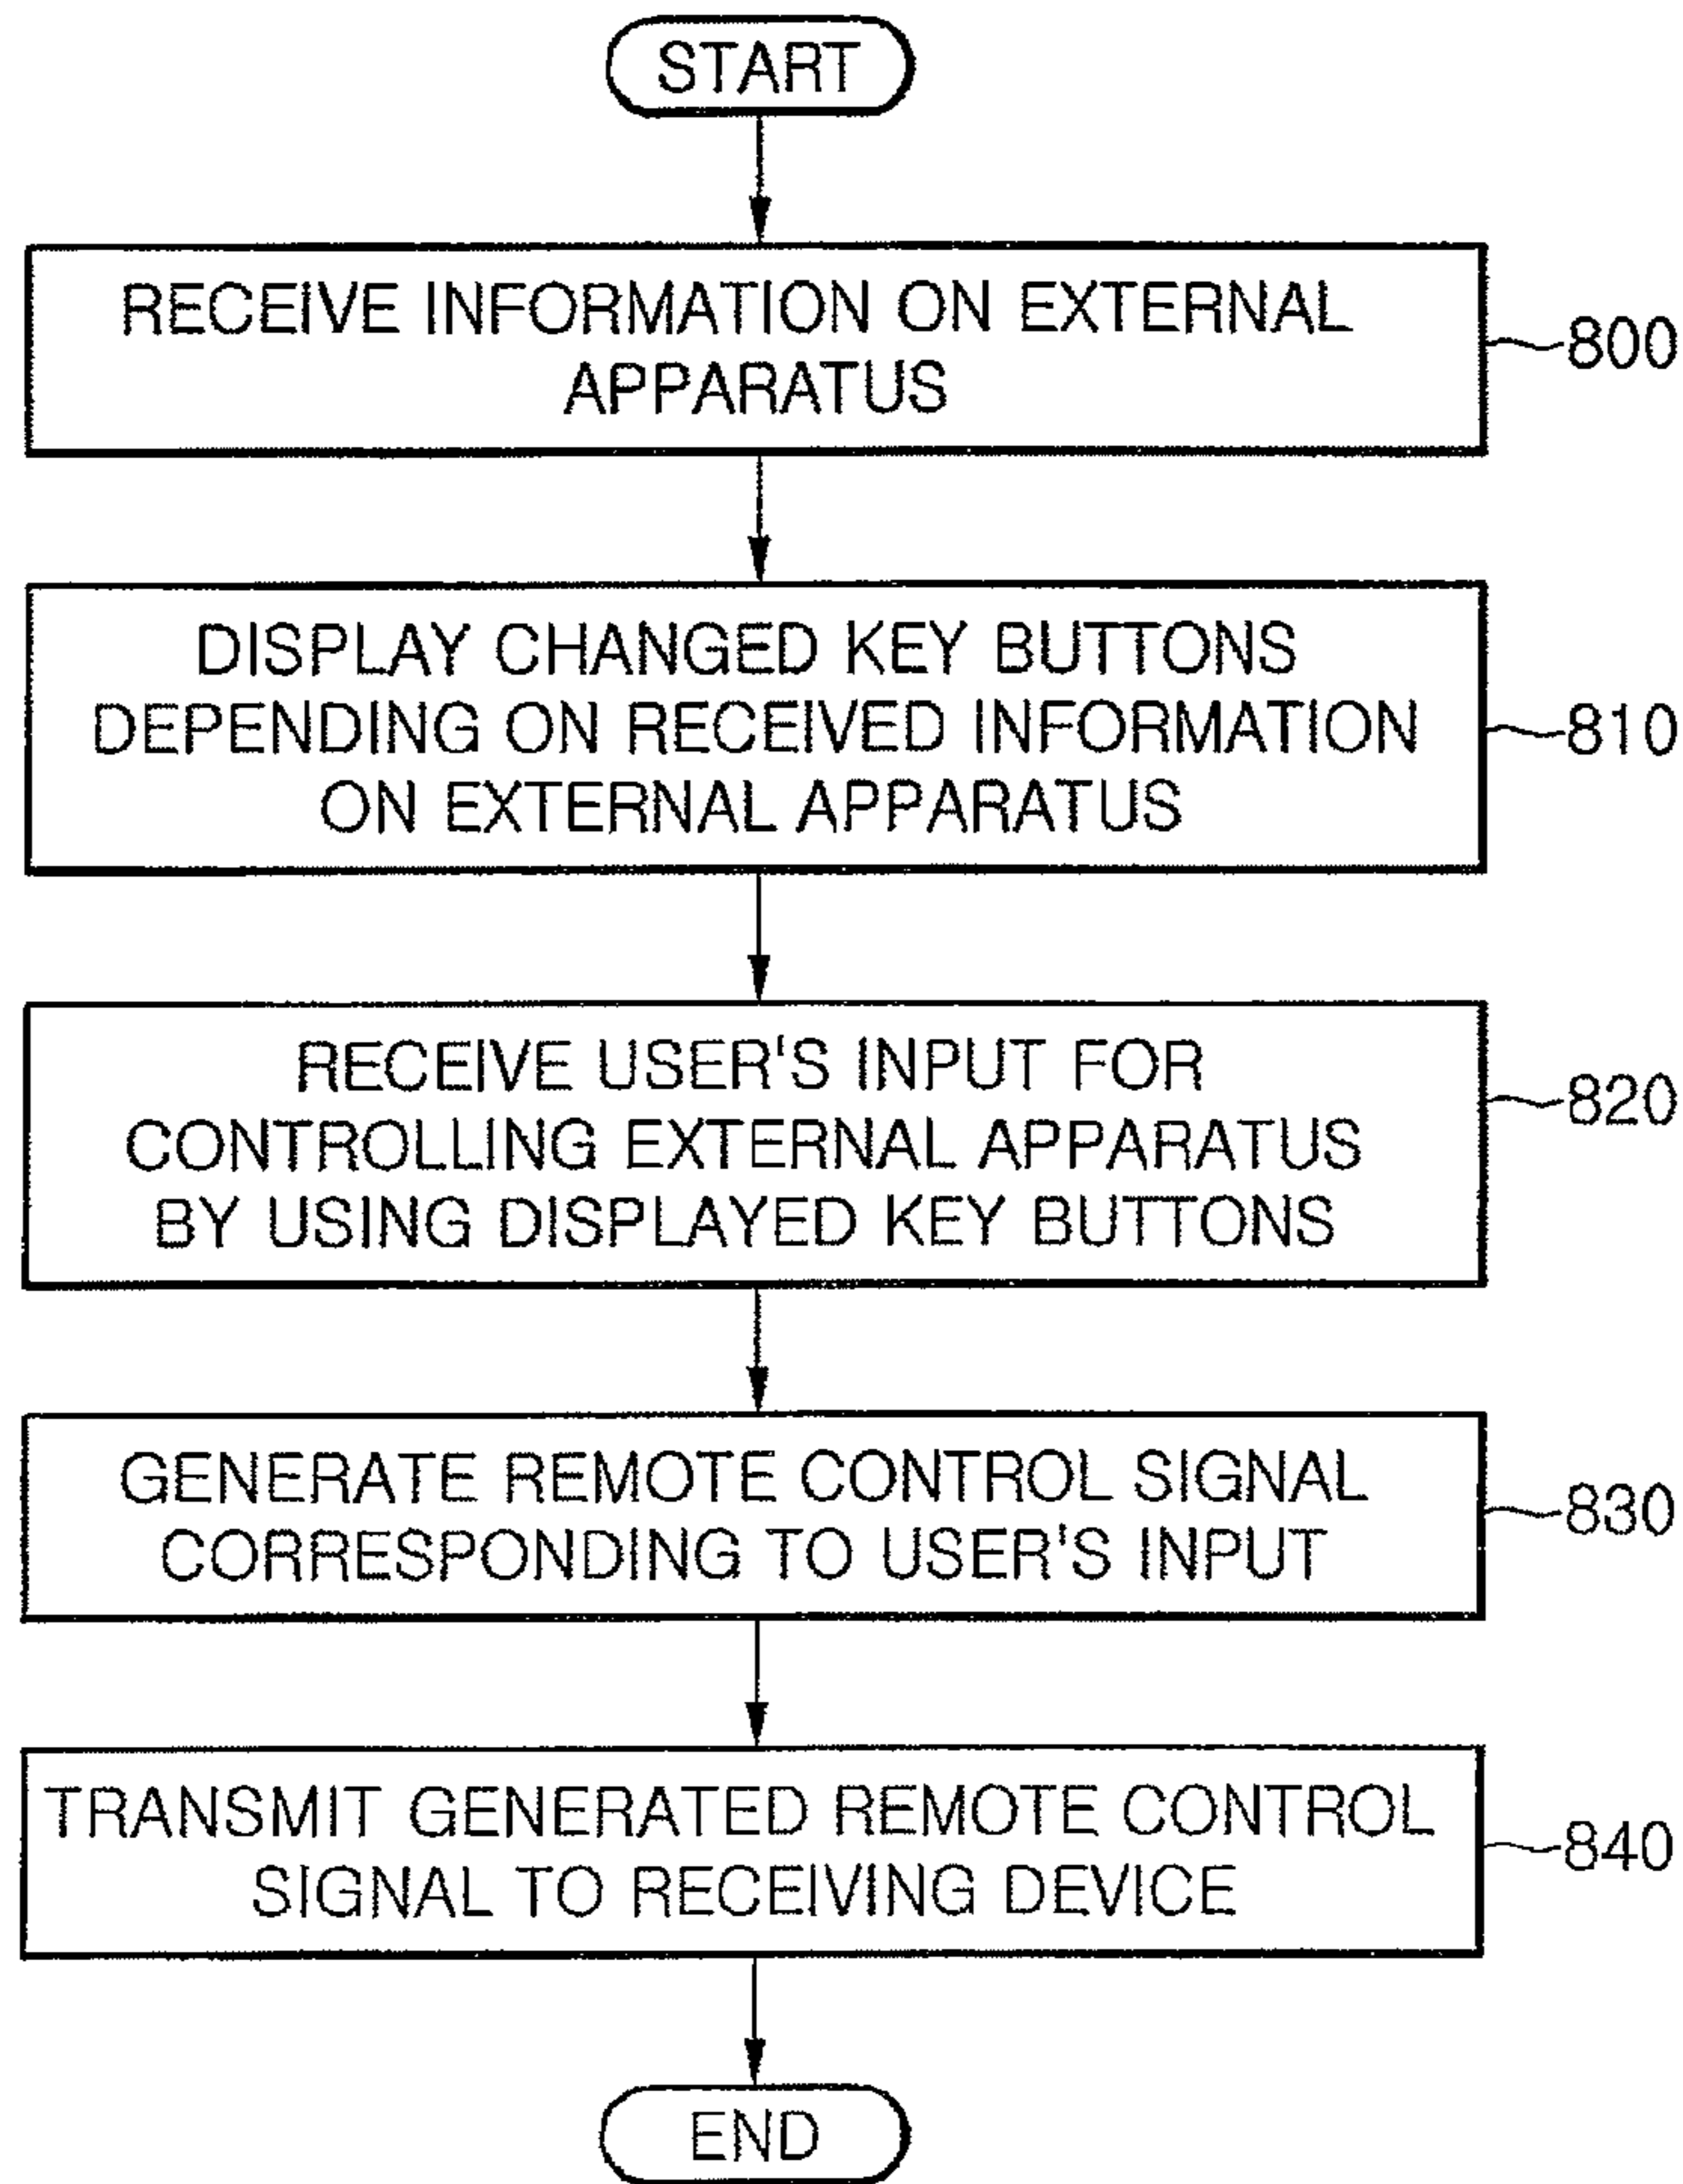 START
RECEIVE INFORMATION ON EXTERNAL
APPARATUS
800
DISPLAY CHANGED KEY BUTTONS
DEPENDING ON RECEIVED INFORMATION
ON EXTERNAL APPARATUS
810
RECEIVE USER'S INPUT FOR
CONTROLLING EXTERNAL APPARATUS
BY USING DISPLAYED KEY BUTTONS
820
GENERATE REMOTE CONTROL SIGNAL
CORRESPONDING TO USER'S INPUT
830
TRANSMIT GENERATED REMOTE CONTROL
SIGNAL TO RECEIVING DEVICE
840
END